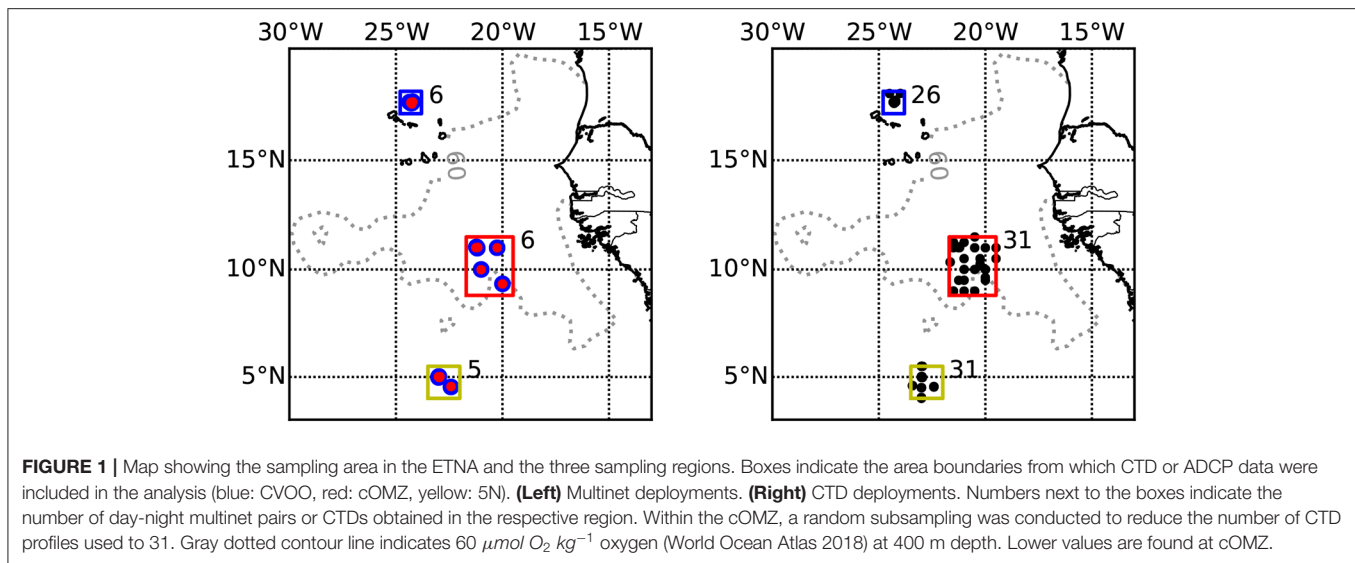 30°W 25°W 20°W 15°W 30°W 25°W 20°W 15°W
6 26
15°N 60 15°N 60
6 31
10°N 10°N
5 31
5°N 5°N
FIGURE 1 | Map showing the sampling area in the ETNA and the three sampling regions. Boxes indicate the area boundaries from which CTD or ADCP data were
included in the analysis (blue: CVOO, red: cOMZ, yellow: 5N). (Left) Multinet deployments. (Right) CTD deployments. Numbers next to the boxes indicate the
number of day-night multinet pairs or CTDs obtained in the respective region. Within the cOMZ, a random subsampling was conducted to reduce the number of CTD
profiles used to 31. Gray dotted contour line indicates 60 μmol O₂ kg⁻¹ oxygen (World Ocean Atlas 2018) at 400 m depth. Lower values are found at cOMZ.